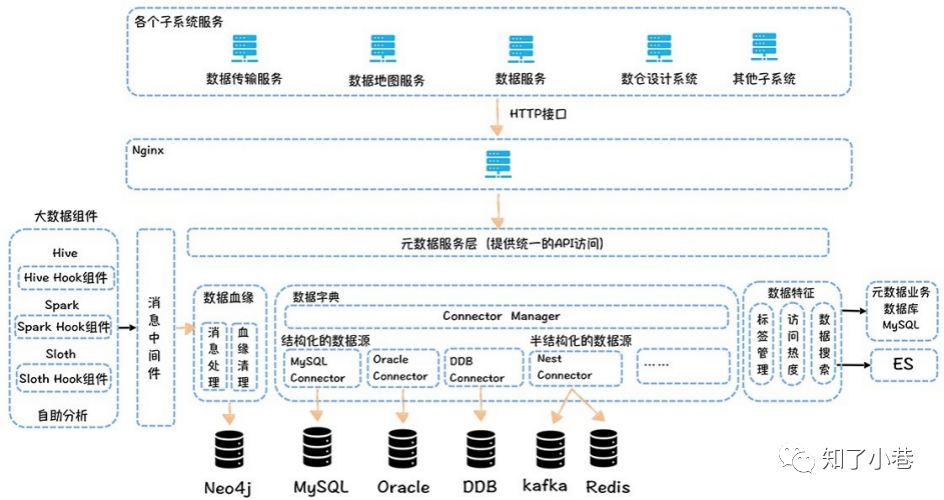 各个子系统服务
数据传输服务
数据地图服务
数据服务
数仓设计系统
其他子系统
HTTP接口
Nginx
元数据服务层（提供统一的API访问）
大数据组件
Hive
Hive Hook组件
Spark
Spark Hook组件
Sloth
Sloth Hook组件
自助分析
消息中间件
数据血缘
消息处理
血缘清理
数据字典
Connector Manager
结构化的数据源
半结构化的数据源
MySQL
Connector
Oracle
Connector
DDB
Connector
Nest
Connector
……
数据特征
标签管理
访问热度
数据搜索
元数据业务
数据库
MySQL
ES
Neo4j
MySQL
Oracle
DDB
kafka
Redis
知了小巷